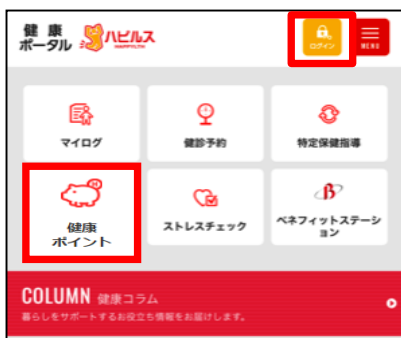 健 康
ポータル
ハピルス
HAPPYLTH
ログイン
MENU
マイログ
健診予約
特定保健指導
健康
ポイント
ストレスチェック
ベネフィットステーシ
ョン
COLUMN 健康コラム
暮らしをサポートするお役立ち情報をお届けします。